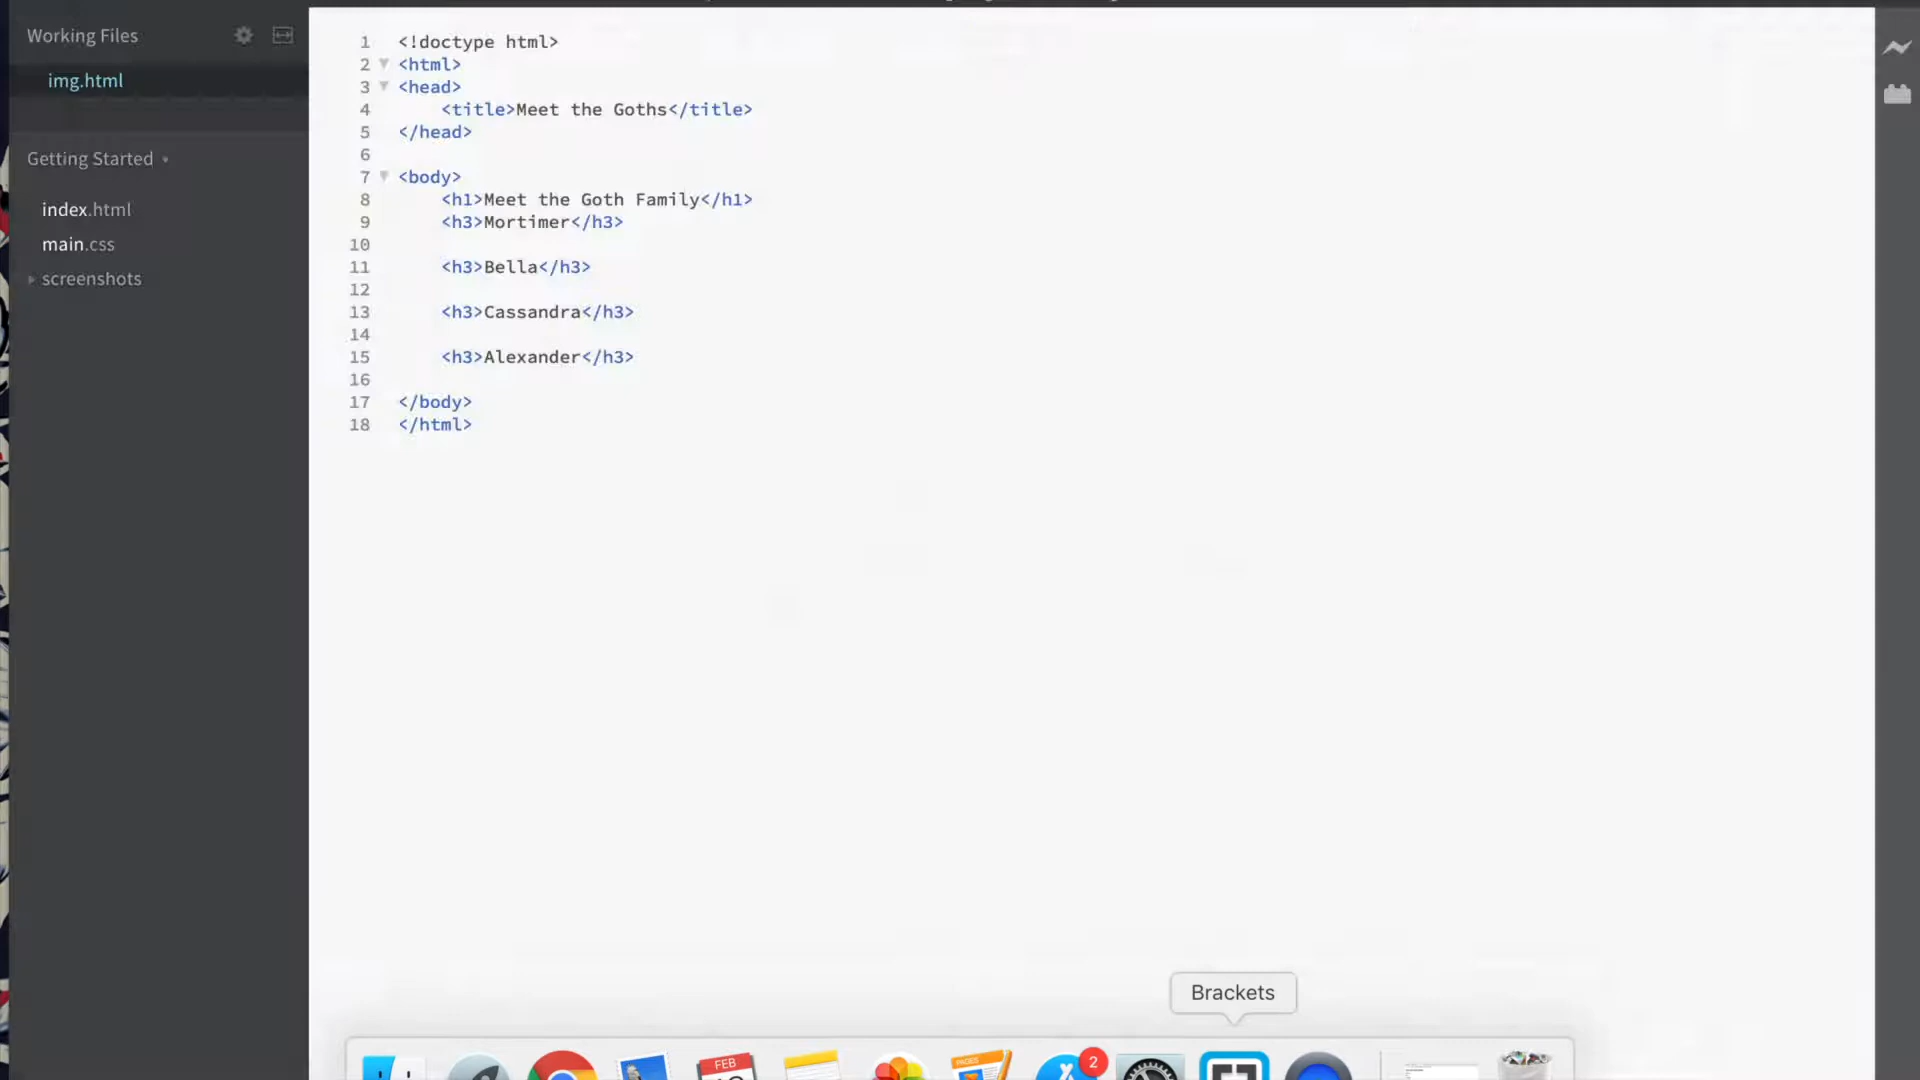 Working Files
img.html
Getting Started
index.html
main.css
screenshots
1 <!doctype html>
2 <html>
3 <head>
4 <title>Meet the Goths</title>
5 </head>
6
7 <body>
8 <h1>Meet the Goth Family</h1>
9 <h3>Mortimer</h3>
10
11 <h3>Bella</h3>
12
13 <h3>Cassandra</h3>
14
15 <h3>Alexander</h3>
16
17 </body>
18 </html>
Brackets
FEB
PAGES
2